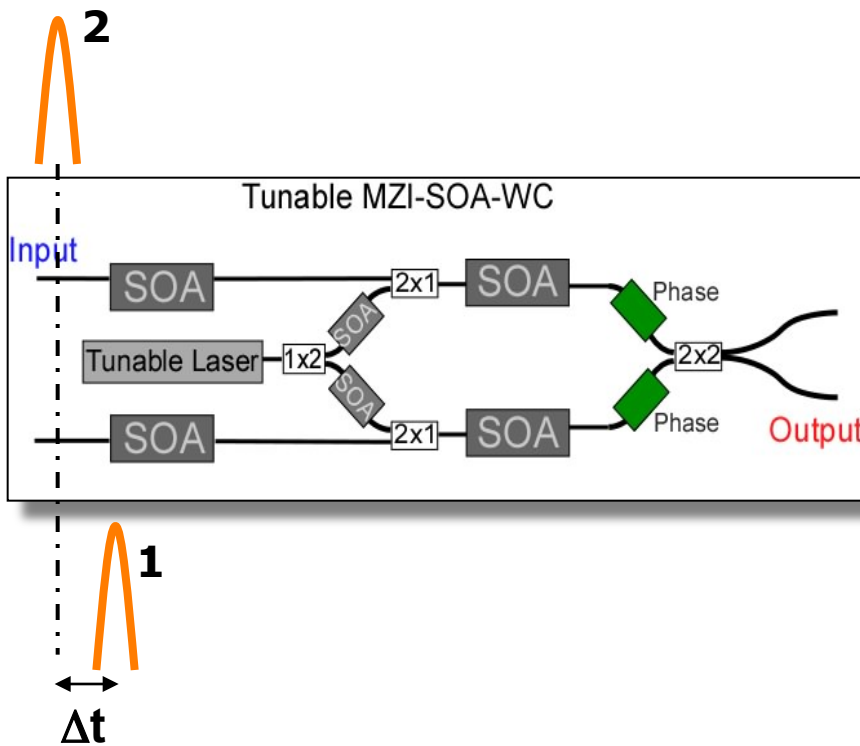 2
Tunable MZI-SOA-WC
Input
SOA
2x1
SOA
Phase
SOA
Tunable Laser
1x2
2x2
SOA
SOA
2x1
SOA
Phase
Output
1
Δt